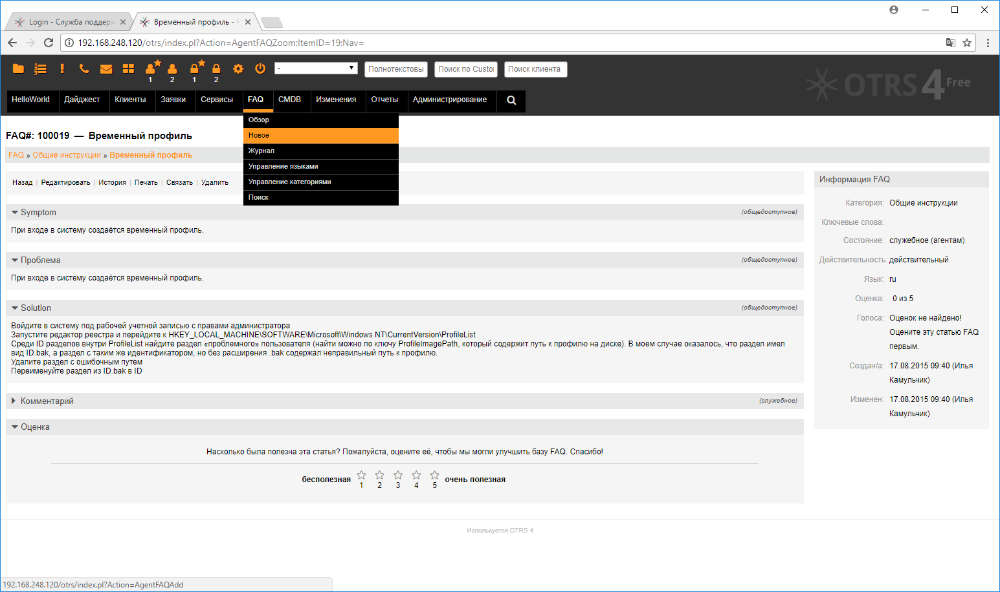 Login - Служба поддер
Временный профиль - F
192.168.248.120/otrs/index.pl?Action=AgentFAQZoom;ItemID=19;Nav=
1 2 1 2
-
Полнотекстовы
Поиск по Custom
Поиск клиента
OTRS 4 Free
HelloWorld Дайджест Клиенты Заявки Сервисы FAQ CMDB Изменения Отчеты Администрирование
Обзор
Новое
Журнал
Управление языками
Управление категориями
Поиск
FAQ#: 100019 — Временный профиль
FAQ » Общие инструкции » Временный профиль
Назад | Редактировать | История | Печать | Связать | Удалить
Symptom (общедоступное)
При входе в систему создаётся временный профиль.
Проблема (общедоступное)
При входе в систему создаётся временный профиль.
Solution (общедоступное)
Войдите в систему под рабочей учетной записью с правами администратора
Запустите редактор реестра и перейдите к HKEY_LOCAL_MACHINE\SOFTWARE\Microsoft\Windows NT\CurrentVersion\ProfileList
Среди ID разделов внутри ProfileList найдите раздел «проблемного» пользователя (найти можно по ключу ProfileImagePath, который содержит путь к профилю на диске). В моем случае оказалось, что раздел имел
вид ID.bak, а раздел с таким же идентификатором, но без расширения .bak содержал неправильный путь к профилю.
Удалите раздел с ошибочным путем
Переименуйте раздел из ID.bak в ID
Комментарий (служебное)
Оценка
Насколько была полезна эта статья? Пожалуйста, оцените её, чтобы мы могли улучшить базу FAQ. Спасибо!
бесполезная 1 2 3 4 5 очень полезная
Информация FAQ
Категория: Общие инструкции
Ключевые слова:
Состояние: служебное (агентам)
Действительность: действительный
Язык: ru
Оценка: 0 из 5
Голоса: Оценок не найдено!
Оцените эту статью FAQ
первым.
Создан/а: 17.08.2015 09:40 (Илья
Камульчик)
Изменен: 17.08.2015 09:40 (Илья
Камульчик)
Используется OTRS 4
192.168.248.120/otrs/index.pl?Action=AgentFAQAdd